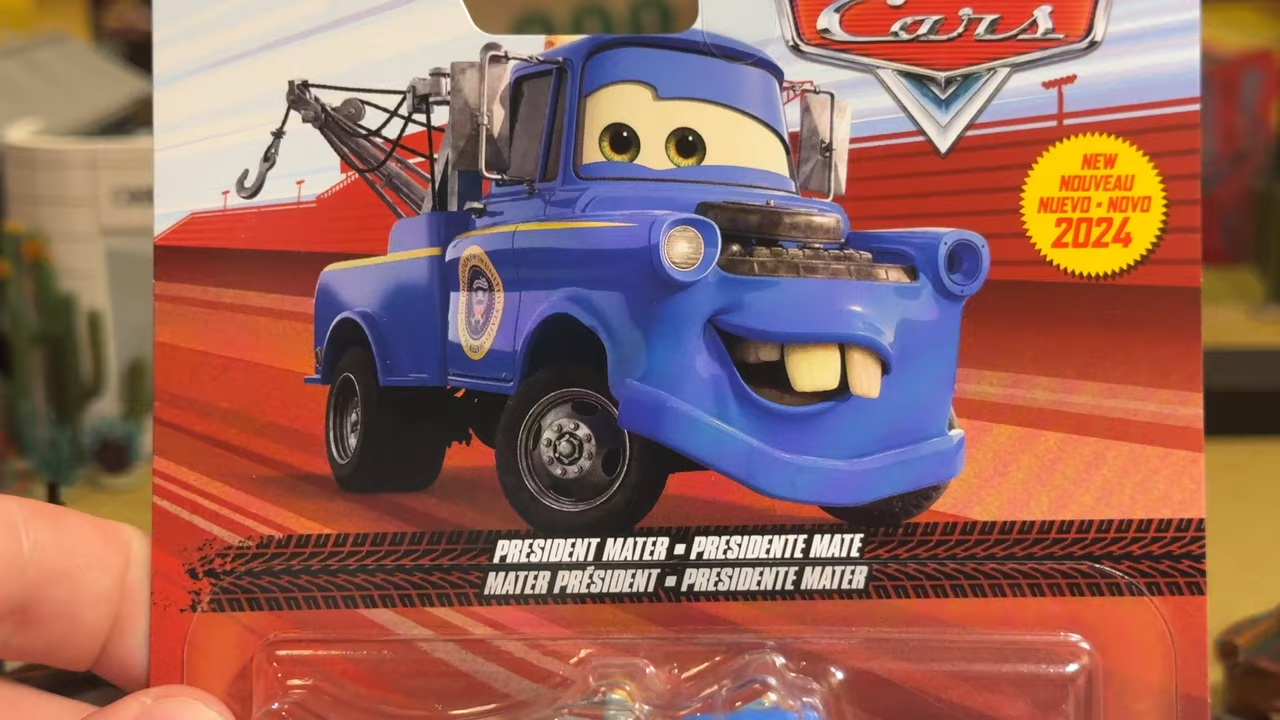 Cars
NEW
NOUVEAU
NUEVO • NOVO
2024
PRESIDENT MATER ▪ PRESIDENTE MATE
MATER PRÉSIDENT ▪ PRESIDENTE MATER